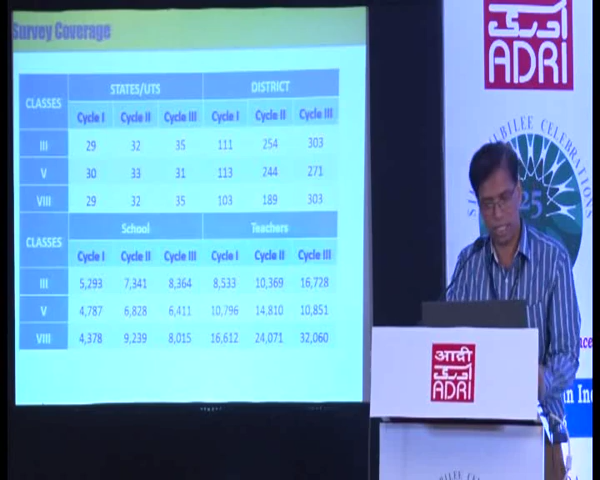 Survey Coverage
CLASSES STATES/UTS DISTRICT
Cycle I Cycle II Cycle III Cycle I Cycle II Cycle III
III 29 32 35 111 254 303
V 30 33 31 113 244 271
VIII 29 32 35 103 189 303
CLASSES School Teachers
Cycle I Cycle II Cycle III Cycle I Cycle II Cycle III
III 5,293 7,341 8,364 8,533 10,369 16,728
V 4,787 6,828 6,411 10,796 14,810 10,851
VIII 4,378 9,239 8,015 16,612 24,071 32,060
ADRI
JUBILEE CELEBRATIONS
25
आद्री
ADRI